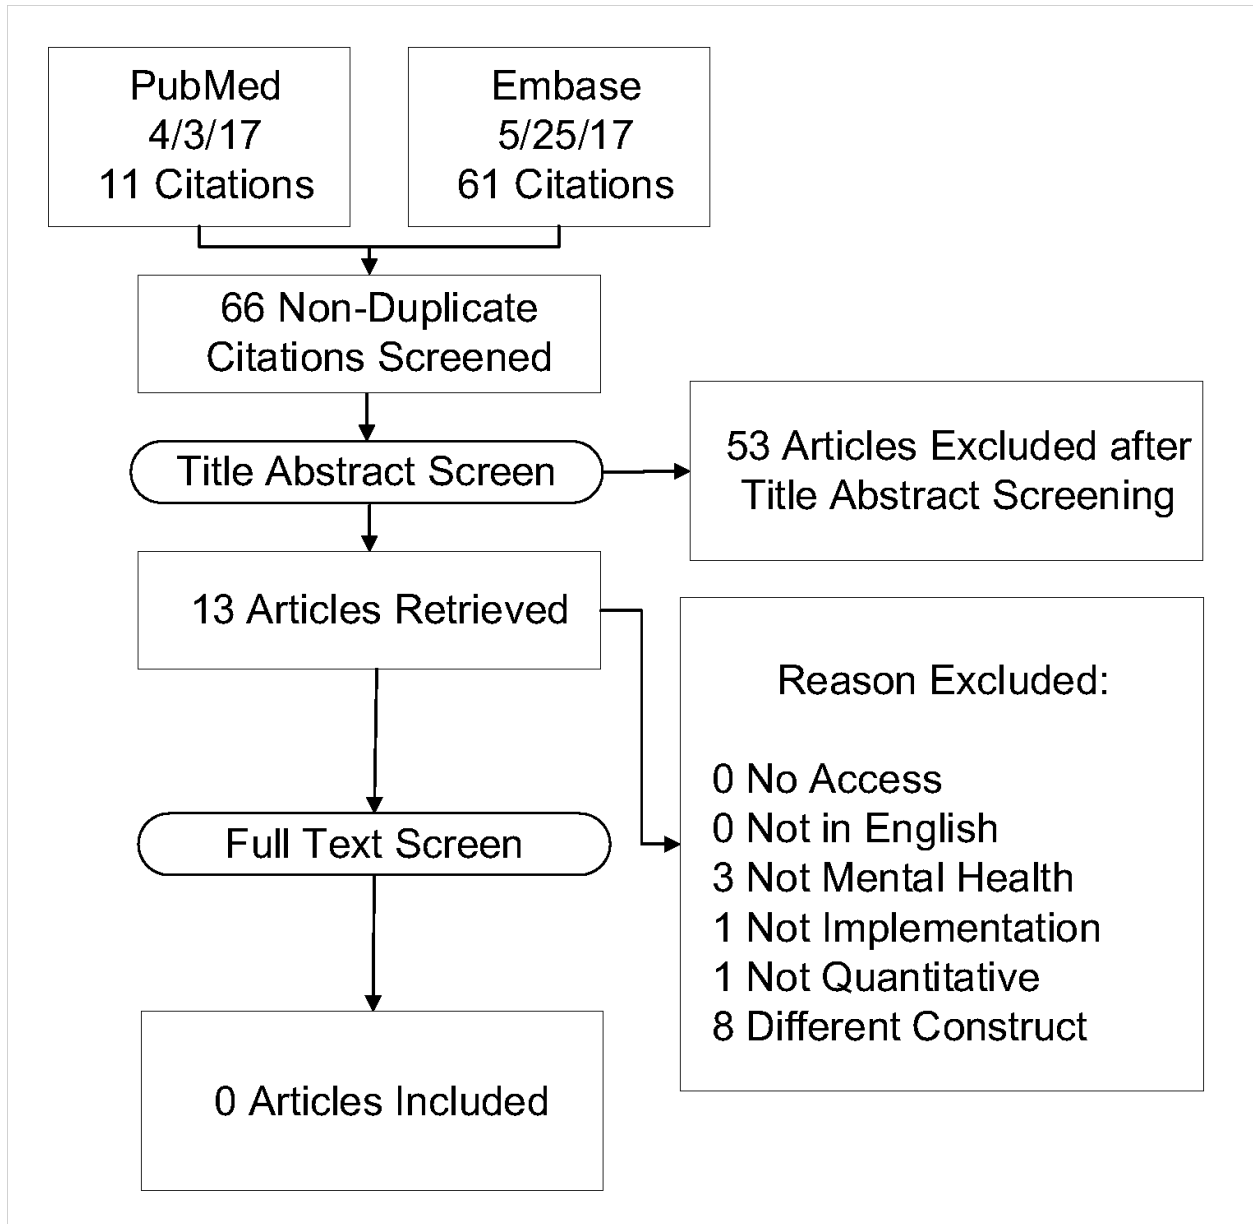 PubMed
4/3/17
11 Citations
Embase
5/25/17
61 Citations
66 Non-Duplicate
Citations Screened
Title Abstract Screen
53 Articles Excluded after
Title Abstract Screening
13 Articles Retrieved
Reason Excluded:
0 No Access
0 Not in English
3 Not Mental Health
1 Not Implementation
1 Not Quantitative
8 Different Construct
Full Text Screen
0 Articles Included